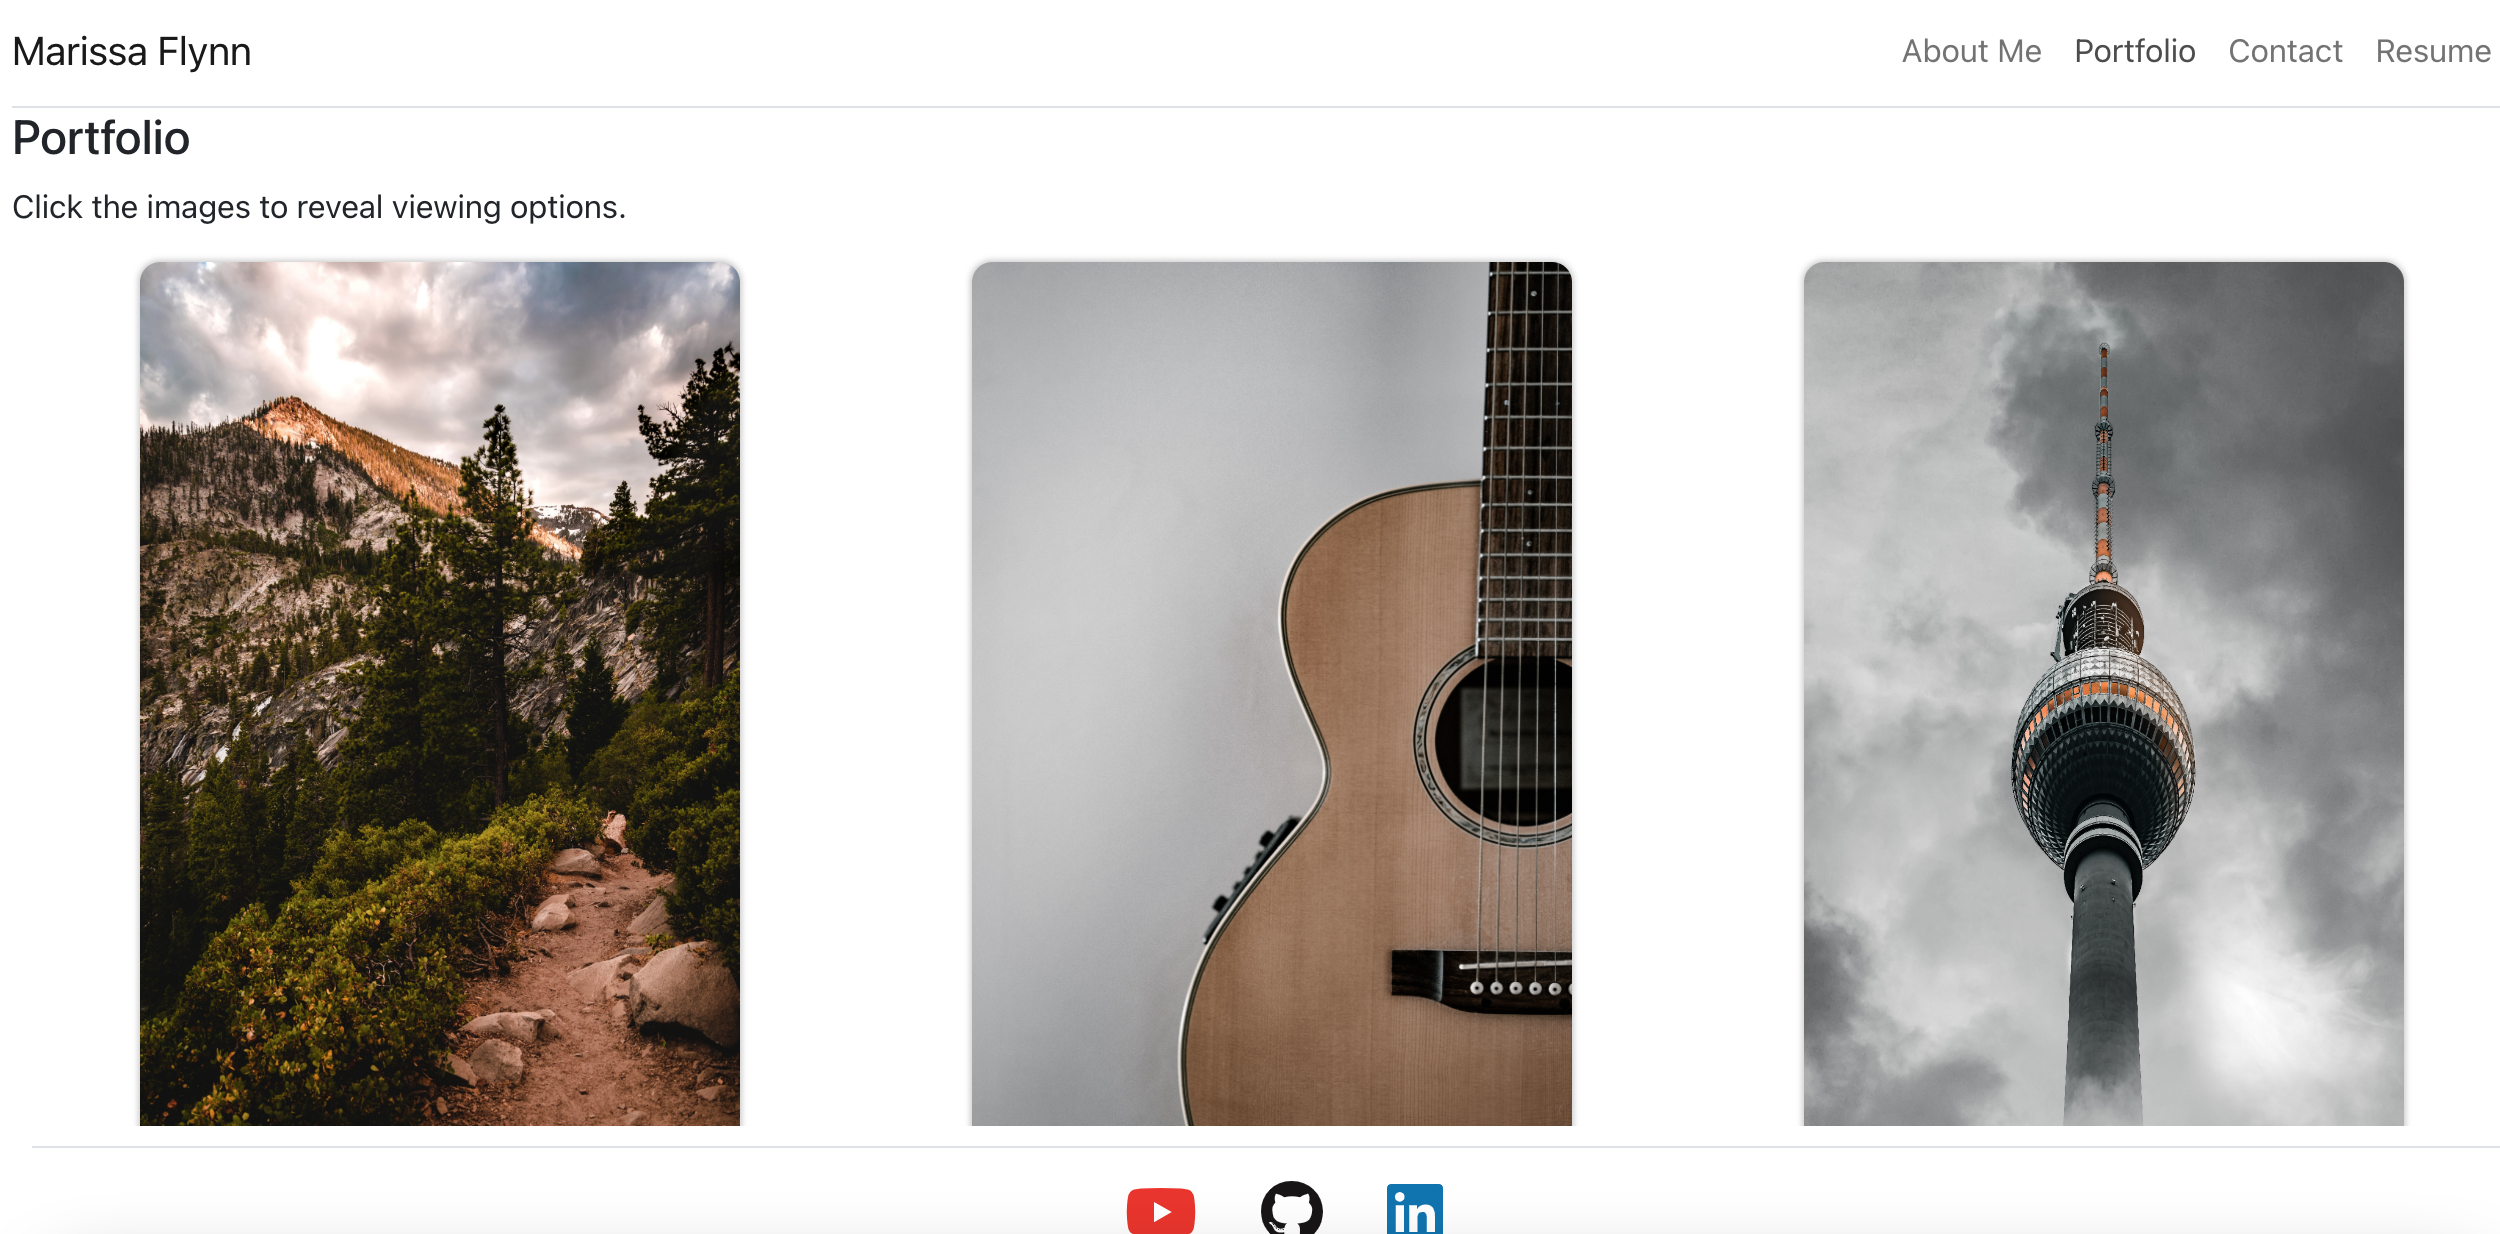 Marissa Flynn
About Me Portfolio Contact Resume
Portfolio
Click the images to reveal viewing options.
in